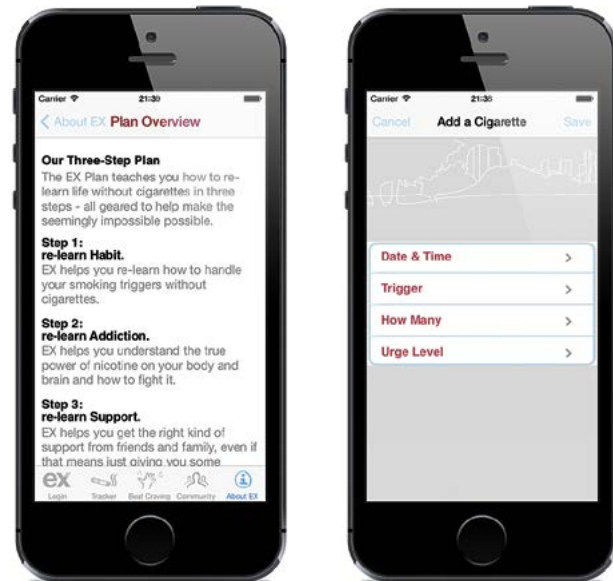 Carrier 21:39
About EX Plan Overview
Our Three-Step Plan
The EX Plan teaches you how to re-
learn life without cigarettes in three
steps - all geared to help make the
seemingly impossible possible.
Step 1:
re-learn Habit.
EX helps you re-learn how to handle
your smoking triggers without
cigarettes.
Step 2:
re-learn Addiction.
EX helps you understand the true
power of nicotine on your body and
brain and how to fight it.
Step 3:
re-learn Support.
EX helps you get the right kind of
support from friends and family, even if
that means just giving you some
ex
Login Tracker Beat Craving Community About EX
Carrier 21:38
Cancel Add a Cigarette Save
Date & Time
Trigger
How Many
Urge Level